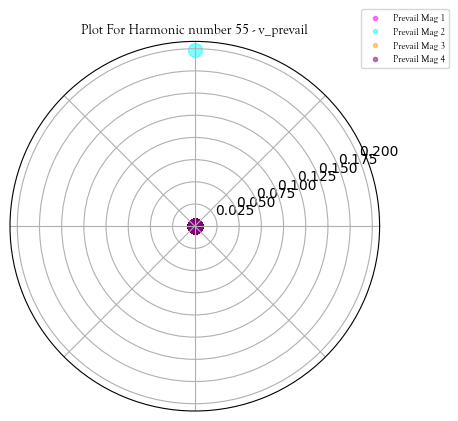 Plot For Harmonic number 55 - v_prevail
Prevail Mag 1
Prevail Mag 2
Prevail Mag 3
Prevail Mag 4
0.200
0.175
0.150
0.125
0.100
0.075
0.050
0.025